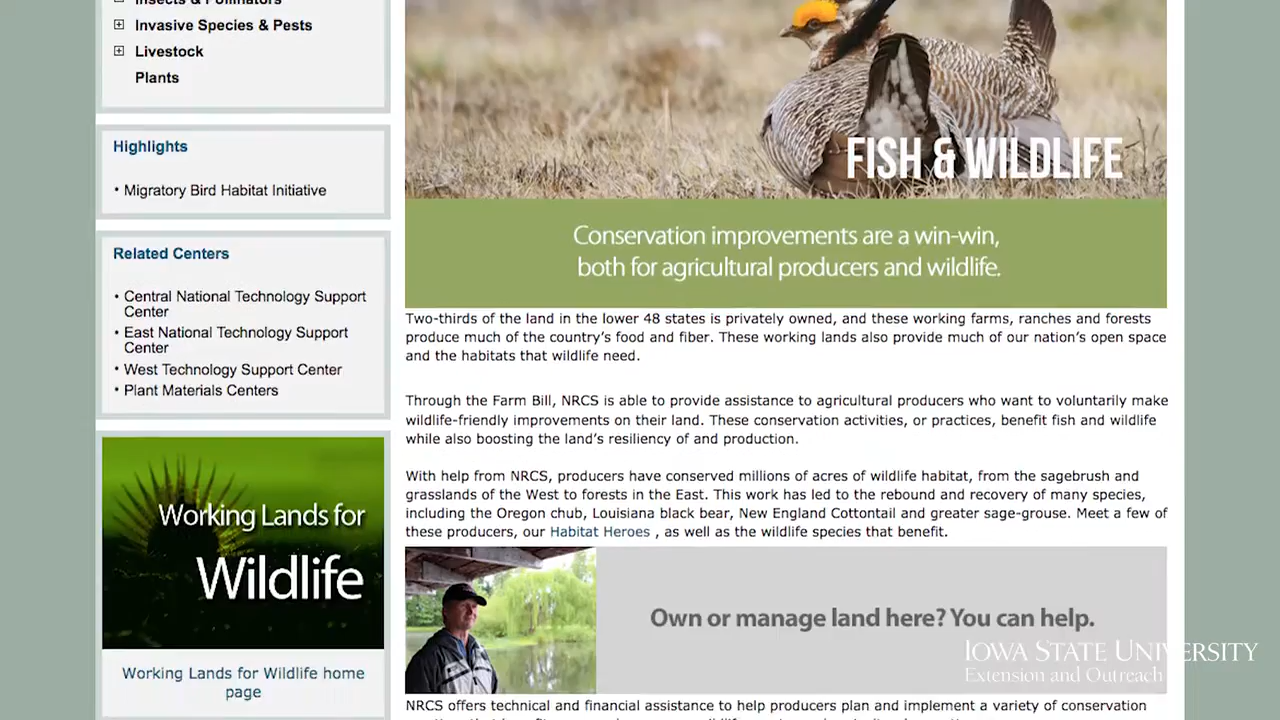 Invasive Species & Pests
Livestock
Plants
Highlights
• Migratory Bird Habitat Initiative
Related Centers
• Central National Technology Support
Center
• East National Technology Support
Center
• West Technology Support Center
• Plant Materials Centers
Working Lands for
Wildlife
Working Lands for Wildlife home
page
FISH & WILDLIFE
Conservation improvements are a win-win,
both for agricultural producers and wildlife.
Two-thirds of the land in the lower 48 states is privately owned, and these working farms, ranches and forests
produce much of the country's food and fiber. These working lands also provide much of our nation's open space
and the habitats that wildlife need.
Through the Farm Bill, NRCS is able to provide assistance to agricultural producers who want to voluntarily make
wildlife-friendly improvements on their land. These conservation activities, or practices, benefit fish and wildlife
while also boosting the land's resiliency of and production.
With help from NRCS, producers have conserved millions of acres of wildlife habitat, from the sagebrush and
grasslands of the West to forests in the East. This work has led to the rebound and recovery of many species,
including the Oregon chub, Louisiana black bear, New England Cottontail and greater sage-grouse. Meet a few of
these producers, our Habitat Heroes , as well as the wildlife species that benefit.
Own or manage land here? You can help.
IOWA STATE UNIVERSITY
Extension and Outreach
NRCS offers technical and financial assistance to help producers plan and implement a variety of conservation